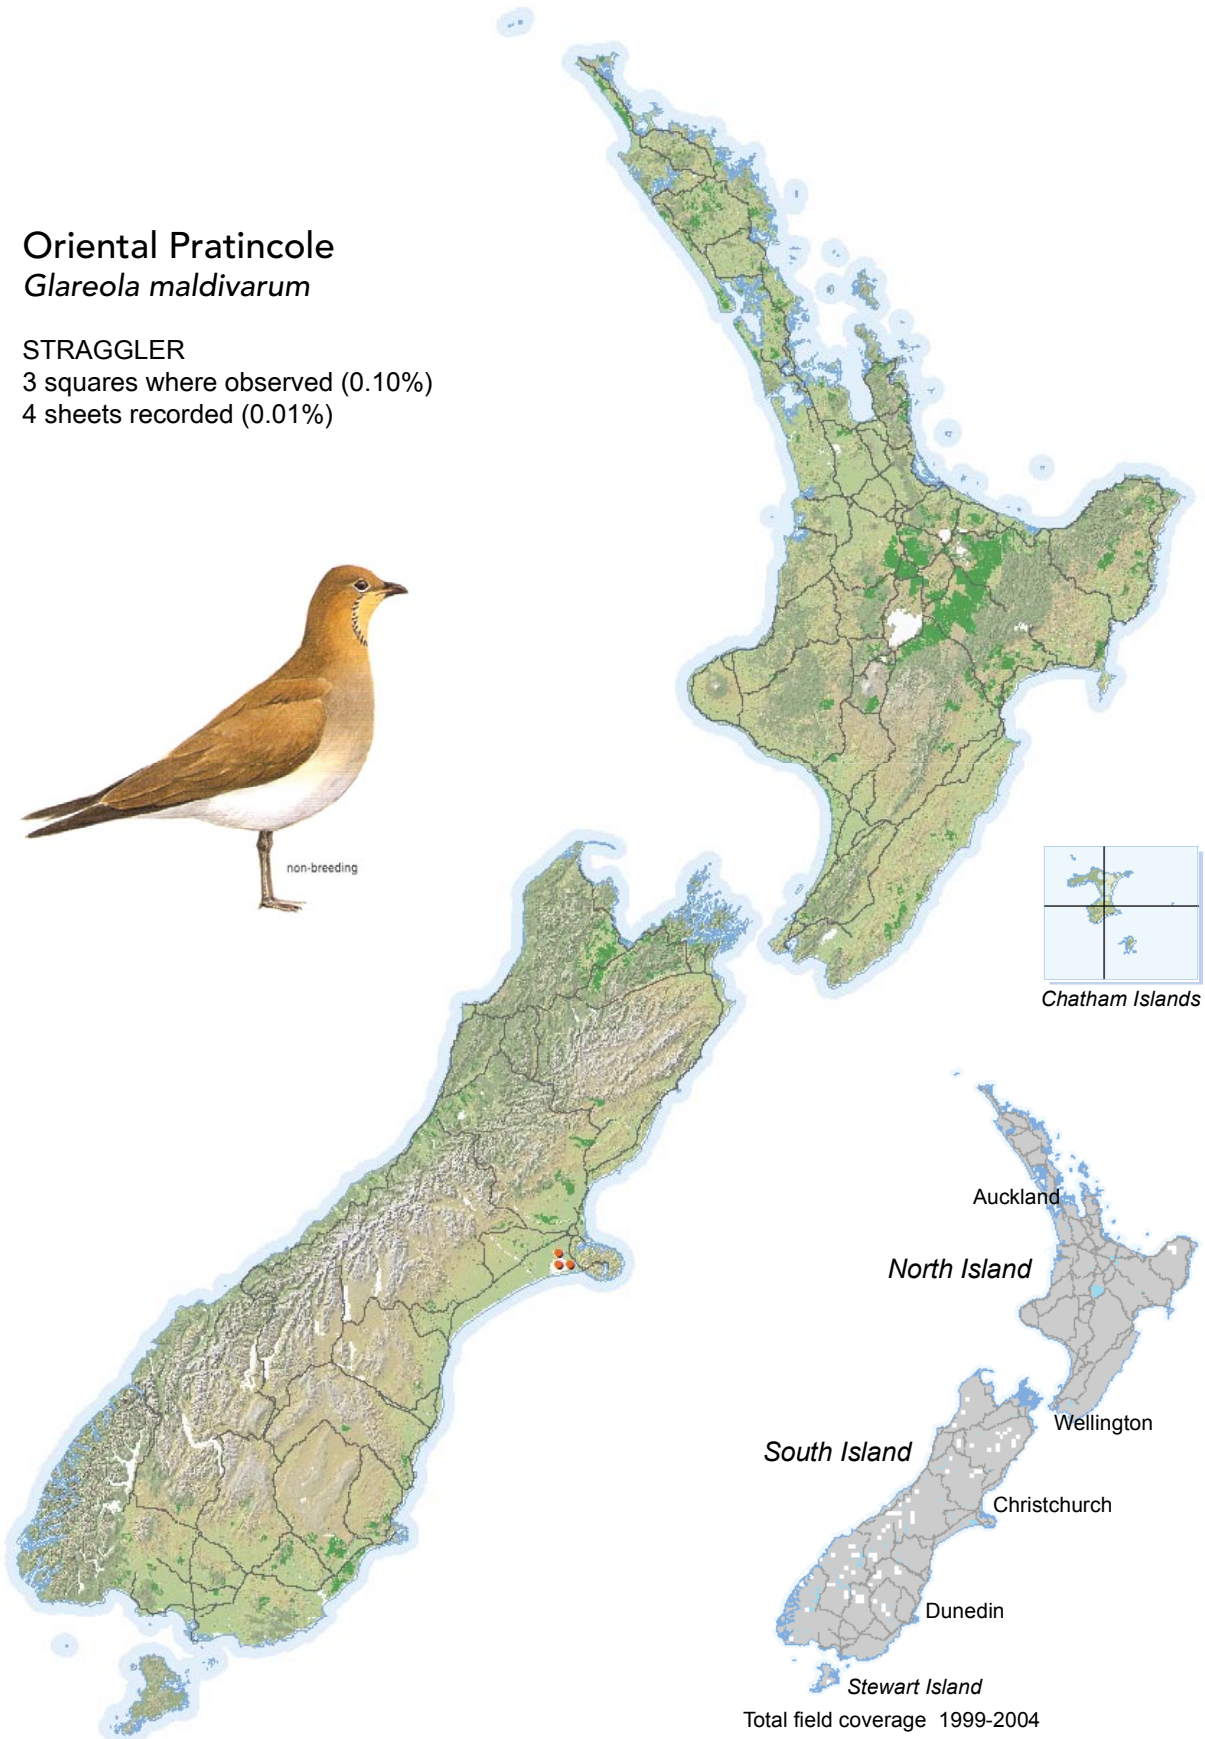 Oriental Pratincole
Glareola maldivarum
STRAGGLER
3 squares where observed (0.10%)
4 sheets recorded (0.01%)
non-breeding
Chatham Islands
Auckland
North Island
Wellington
South Island
Christchurch
Dunedin
Stewart Island
Total field coverage 1999-2004